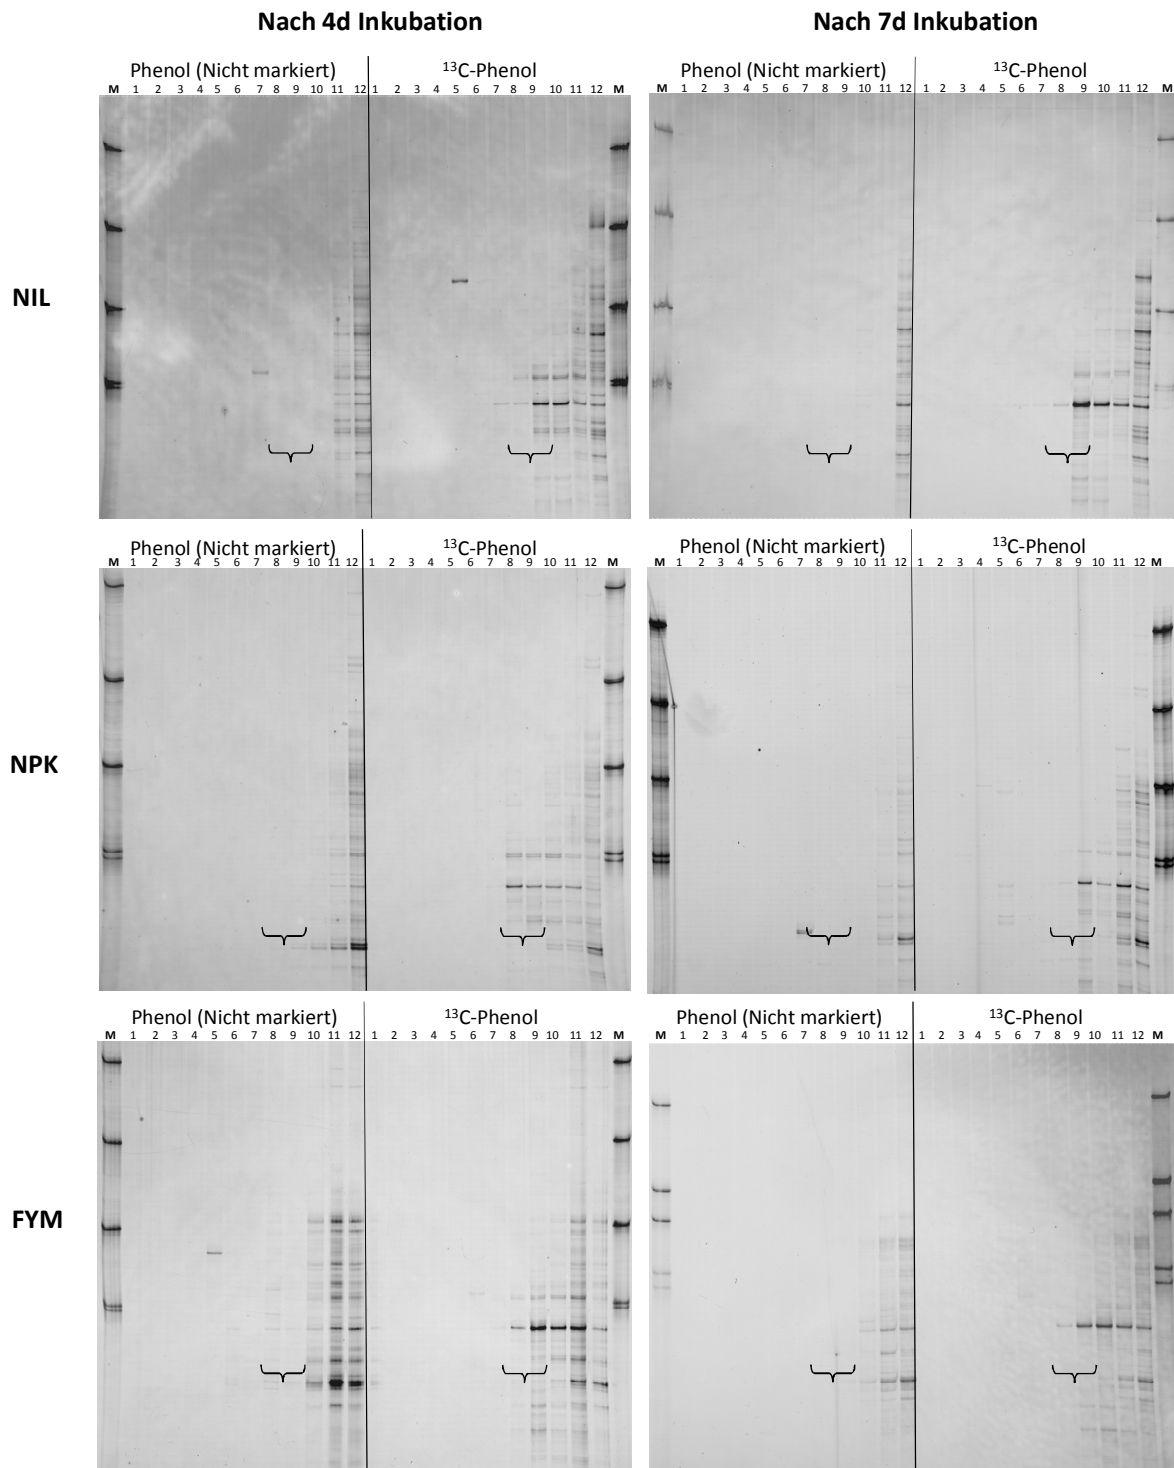 Nach 4d Inkubation
Nach 7d Inkubation
Phenol (Nicht markiert)
¹³C-Phenol
Phenol (Nicht markiert)
¹³C-Phenol
M 1 2 3 4 5 6 7 8 9 10 11 12 1 2 3 4 5 6 7 8 9 10 11 12 M
M 1 2 3 4 5 6 7 8 9 10 11 12 1 2 3 4 5 6 7 8 9 10 11 12 M
NIL
Phenol (Nicht markiert)
¹³C-Phenol
Phenol (Nicht markiert)
¹³C-Phenol
M 1 2 3 4 5 6 7 8 9 10 11 12 1 2 3 4 5 6 7 8 9 10 11 12 M
M 1 2 3 4 5 6 7 8 9 10 11 12 1 2 3 4 5 6 7 8 9 10 11 12 M
NPK
Phenol (Nicht markiert)
¹³C-Phenol
Phenol (Nicht markiert)
¹³C-Phenol
M 1 2 3 4 5 6 7 8 9 10 11 12 1 2 3 4 5 6 7 8 9 10 11 12 M
M 1 2 3 4 5 6 7 8 9 10 11 12 1 2 3 4 5 6 7 8 9 10 11 12 M
FYM